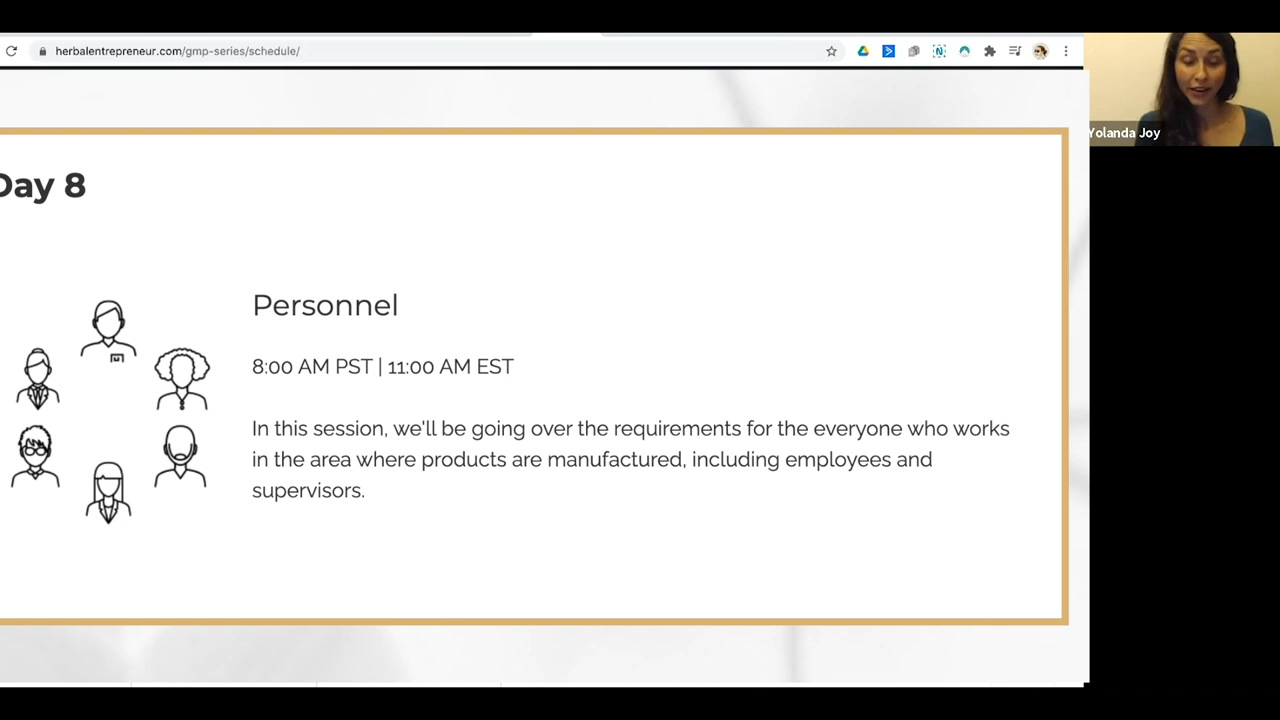 herbalentrepreneur.com/gmp-series/schedule/
Yolanda Joy
Day 8
Personnel
8:00 AM PST | 11:00 AM EST
In this session, we'll be going over the requirements for the everyone who works
in the area where products are manufactured, including employees and
supervisors.